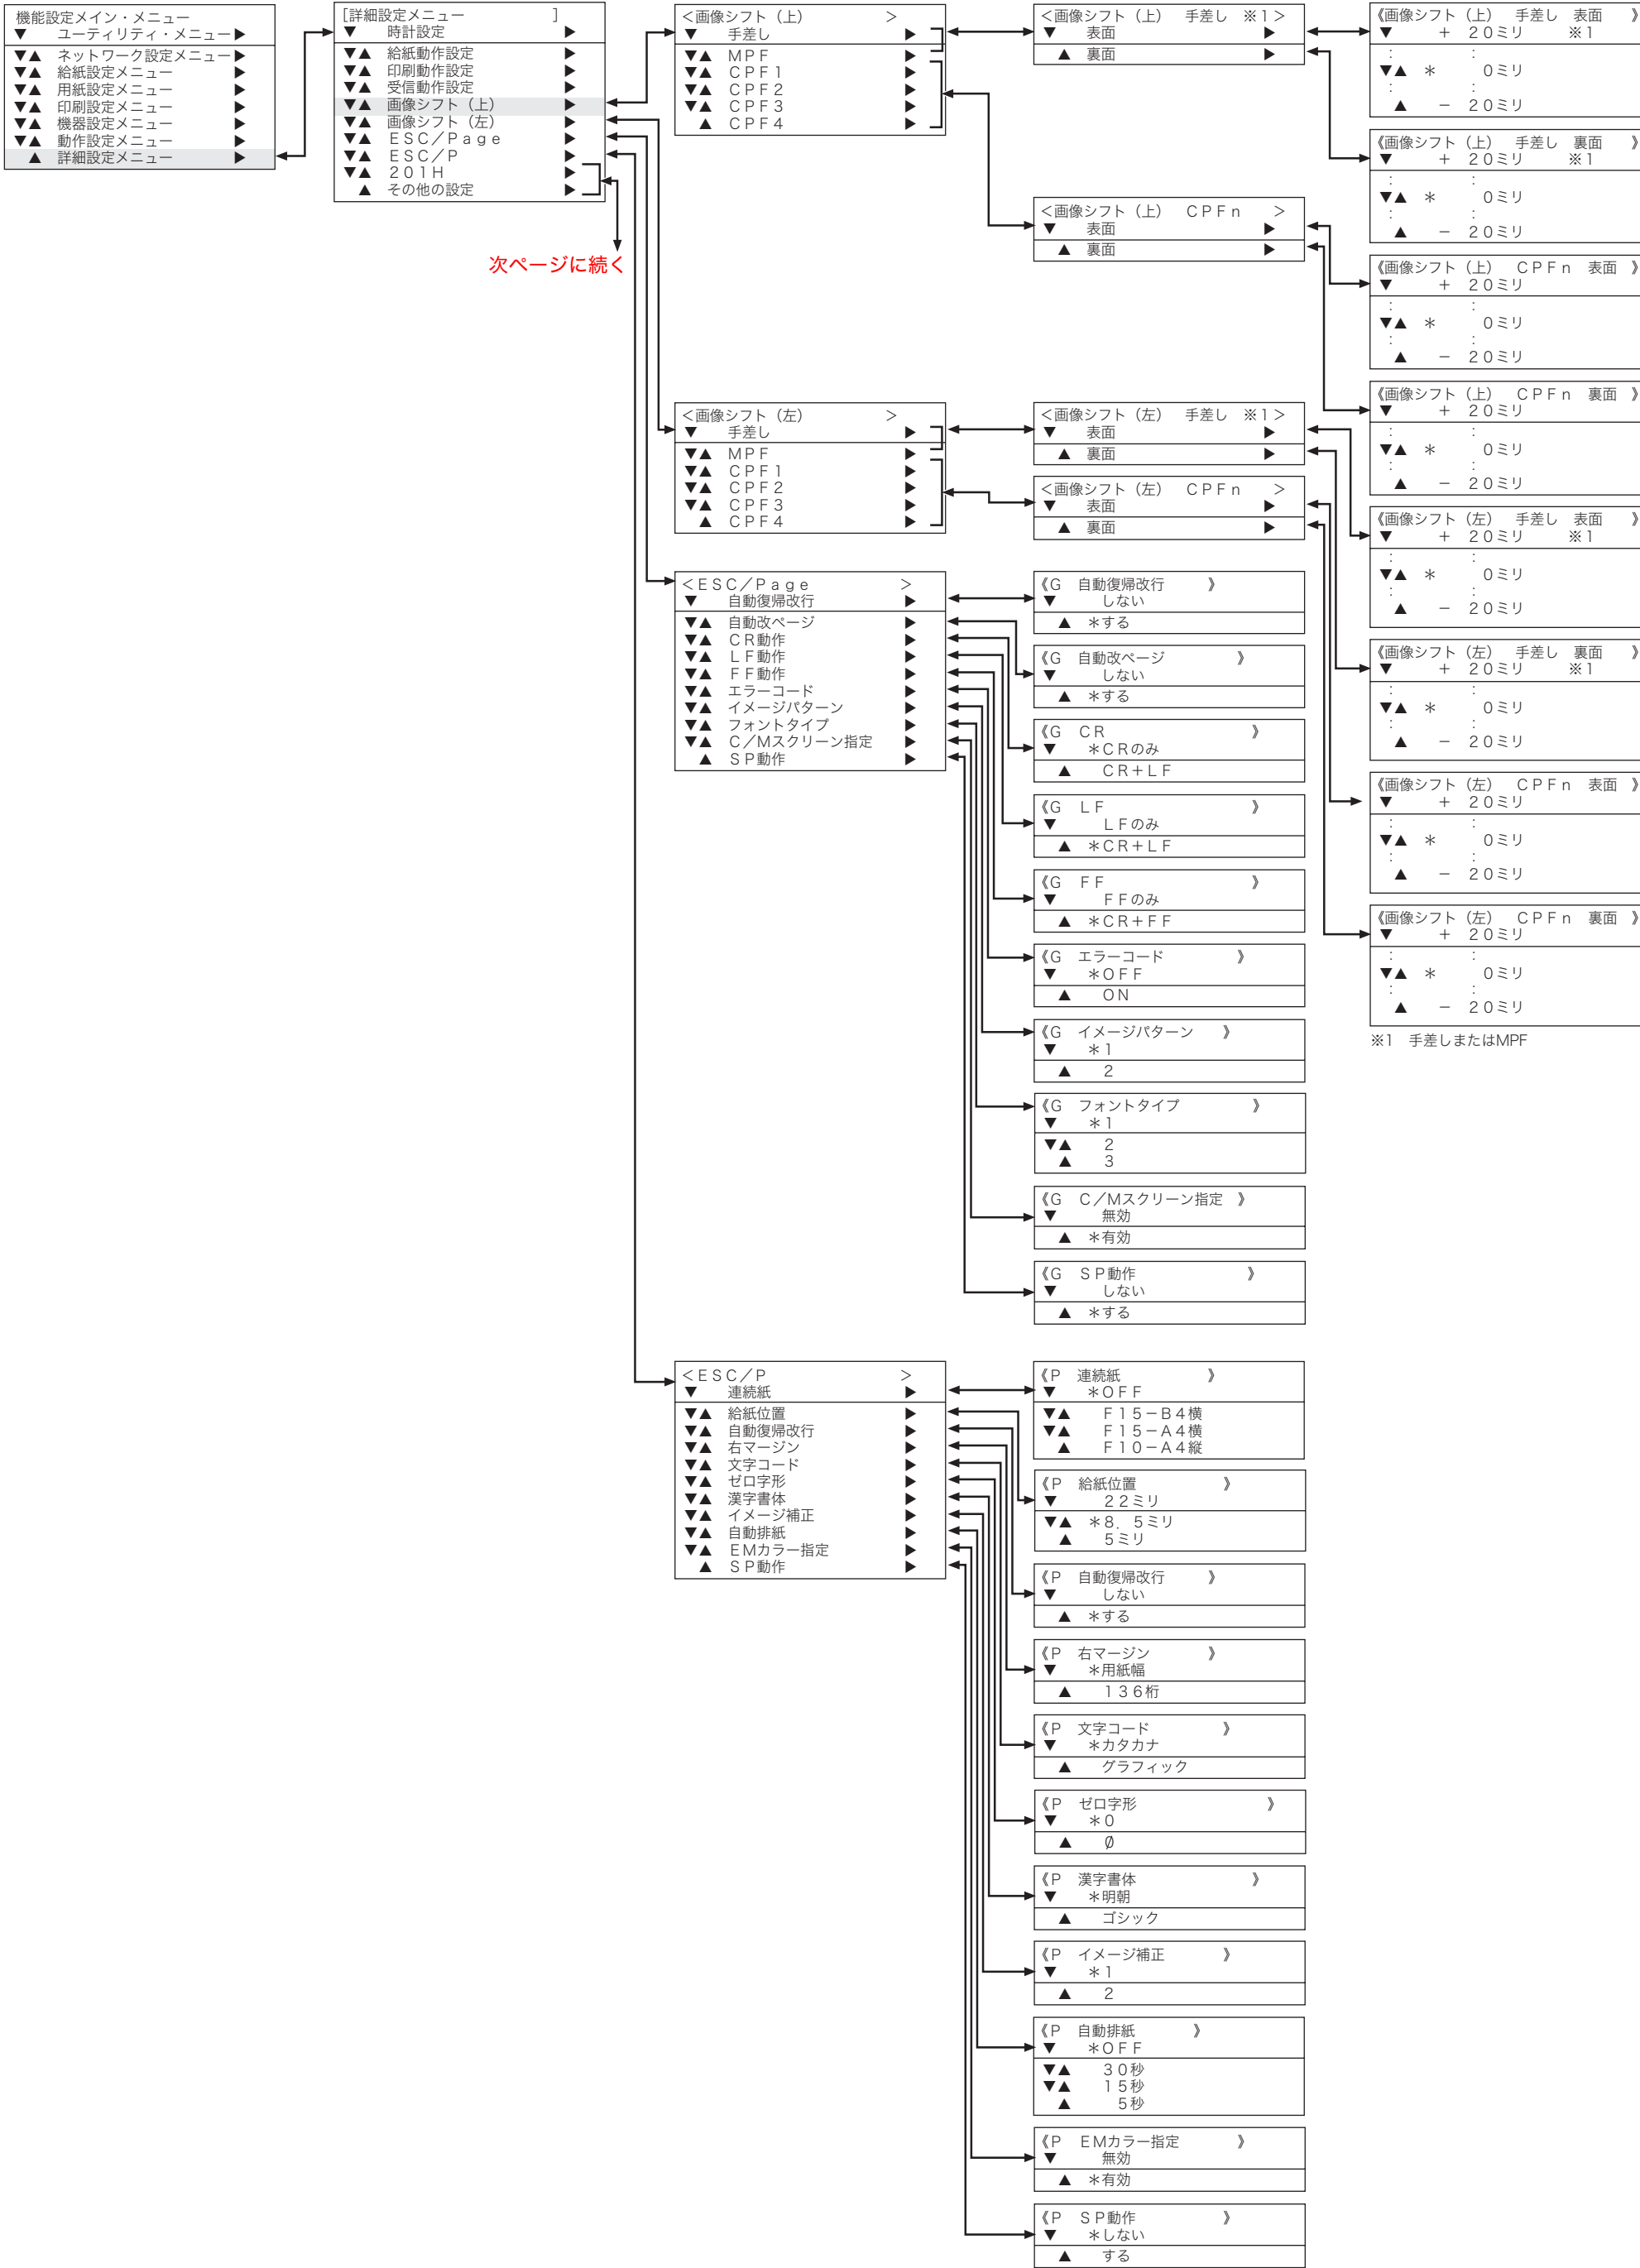 機能設定メイン・メニュー
▼ ユーティリティ・メニュー▶
▼▲ ネットワーク設定メニュー▶
▼▲ 給紙設定メニュー ▶
▼▲ 用紙設定メニュー ▶
▼▲ 印刷設定メニュー ▶
▼▲ 機器設定メニュー ▶
▼▲ 動作設定メニュー ▶
▲ 詳細設定メニュー ▶
[詳細設定メニュー ]
▼ 時計設定 ▶
▼▲ 給紙動作設定 ▶
▼▲ 印刷動作設定 ▶
▼▲ 受信動作設定 ▶
▼▲ 画像シフト（上） ▶
▼▲ 画像シフト（左） ▶
▼▲ ESC／Page ▶
▼▲ ESC／P ▶
▼▲ 201H ▶
▲ その他の設定 ▶
次ページに続く
＜画像シフト（上） ＞
▼ 手差し ▶
▼▲ MPF ▶
▼▲ CPF1 ▶
▼▲ CPF2 ▶
▼▲ CPF3 ▶
▲ CPF4 ▶
＜画像シフト（左） ＞
▼ 手差し ▶
▼▲ MPF ▶
▼▲ CPF1 ▶
▼▲ CPF2 ▶
▼▲ CPF3 ▶
▲ CPF4 ▶
＜ESC／Page ＞
▼ 自動復帰改行 ▶
▼▲ 自動改ページ ▶
▼▲ CR動作 ▶
▼▲ LF動作 ▶
▼▲ FF動作 ▶
▼▲ エラーコード ▶
▼▲ イメージパターン ▶
▼▲ フォントタイプ ▶
▼▲ C／Mスクリーン指定 ▶
▲ SP動作 ▶
＜ESC／P ＞
▼ 連続紙 ▶
▼▲ 給紙位置 ▶
▼▲ 自動復帰改行 ▶
▼▲ 右マージン ▶
▼▲ 文字コード ▶
▼▲ ゼロ字形 ▶
▼▲ 漢字書体 ▶
▼▲ イメージ補正 ▶
▼▲ 自動排紙 ▶
▼▲ EMカラー指定 ▶
▲ SP動作 ▶
＜画像シフト（上） 手差し ※1＞
▼ 表面 ▶
▲ 裏面 ▶
＜画像シフト（上） CPFn ＞
▼ 表面 ▶
▲ 裏面 ▶
＜画像シフト（左） 手差し ※1＞
▼ 表面 ▶
▲ 裏面 ▶
＜画像シフト（左） CPFn ＞
▼ 表面 ▶
▲ 裏面 ▶
《G 自動復帰改行 》
▼ しない
▲ ＊する
《G 自動改ページ 》
▼ しない
▲ ＊する
《G CR 》
▼ ＊CRのみ
▲ CR＋LF
《G LF 》
▼ LFのみ
▲ ＊CR＋LF
《G FF 》
▼ FFのみ
▲ ＊CR＋FF
《G エラーコード 》
▼ ＊OFF
▲ ON
《G イメージパターン 》
▼ ＊1
▲ 2
《G フォントタイプ 》
▼ ＊1
▼▲ 2
▲ 3
《G C／Mスクリーン指定 》
▼ 無効
▲ ＊有効
《G SP動作 》
▼ しない
▲ ＊する
《P 連続紙 》
▼ ＊OFF
▼▲ F15－B4横
▼▲ F15－A4横
▲ F10－A4縦
《P 給紙位置 》
▼ 22ミリ
▼▲ ＊8．5ミリ
▲ 5ミリ
《P 自動復帰改行 》
▼ しない
▲ ＊する
《P 右マージン 》
▼ ＊用紙幅
▲ 136桁
《P 文字コード 》
▼ ＊カタカナ
▲ グラフィック
《P ゼロ字形 》
▼ ＊0
▲ Ø
《P 漢字書体 》
▼ ＊明朝
▲ ゴシック
《P イメージ補正 》
▼ ＊1
▲ 2
《P 自動排紙 》
▼ ＊OFF
▼▲ 30秒
▼▲ 15秒
▲ 5秒
《P EMカラー指定 》
▼ 無効
▲ ＊有効
《P SP動作 》
▼ ＊しない
▲ する
《画像シフト（上） 手差し 表面 》
▼ ＋ 20ミリ ※1
： ：
▼▲ ＊ 0ミリ
： ：
▲ － 20ミリ
《画像シフト（上） 手差し 裏面 》
▼ ＋ 20ミリ ※1
： ：
▼▲ ＊ 0ミリ
： ：
▲ － 20ミリ
《画像シフト（上） CPFn 表面 》
▼ ＋ 20ミリ
： ：
▼▲ ＊ 0ミリ
： ：
▲ － 20ミリ
《画像シフト（上） CPFn 裏面 》
▼ ＋ 20ミリ
： ：
▼▲ ＊ 0ミリ
： ：
▲ － 20ミリ
《画像シフト（左） 手差し 表面 》
▼ ＋ 20ミリ ※1
： ：
▼▲ ＊ 0ミリ
： ：
▲ － 20ミリ
《画像シフト（左） 手差し 裏面 》
▼ ＋ 20ミリ ※1
： ：
▼▲ ＊ 0ミリ
： ：
▲ － 20ミリ
《画像シフト（左） CPFn 表面 》
▼ ＋ 20ミリ
： ：
▼▲ ＊ 0ミリ
： ：
▲ － 20ミリ
《画像シフト（左） CPFn 裏面 》
▼ ＋ 20ミリ
： ：
▼▲ ＊ 0ミリ
： ：
▲ － 20ミリ
※1 手差しまたはMPF